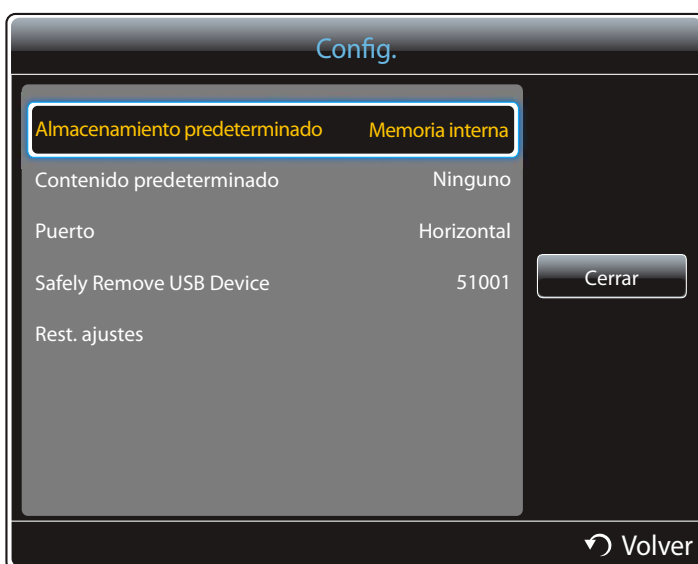 Config.
Almacenamiento predeterminado Memoria interna
Contenido predeterminado Ninguno
Puerto Horizontal
Safely Remove USB Device 51001
Cerrar
Rest. ajustes
Volver